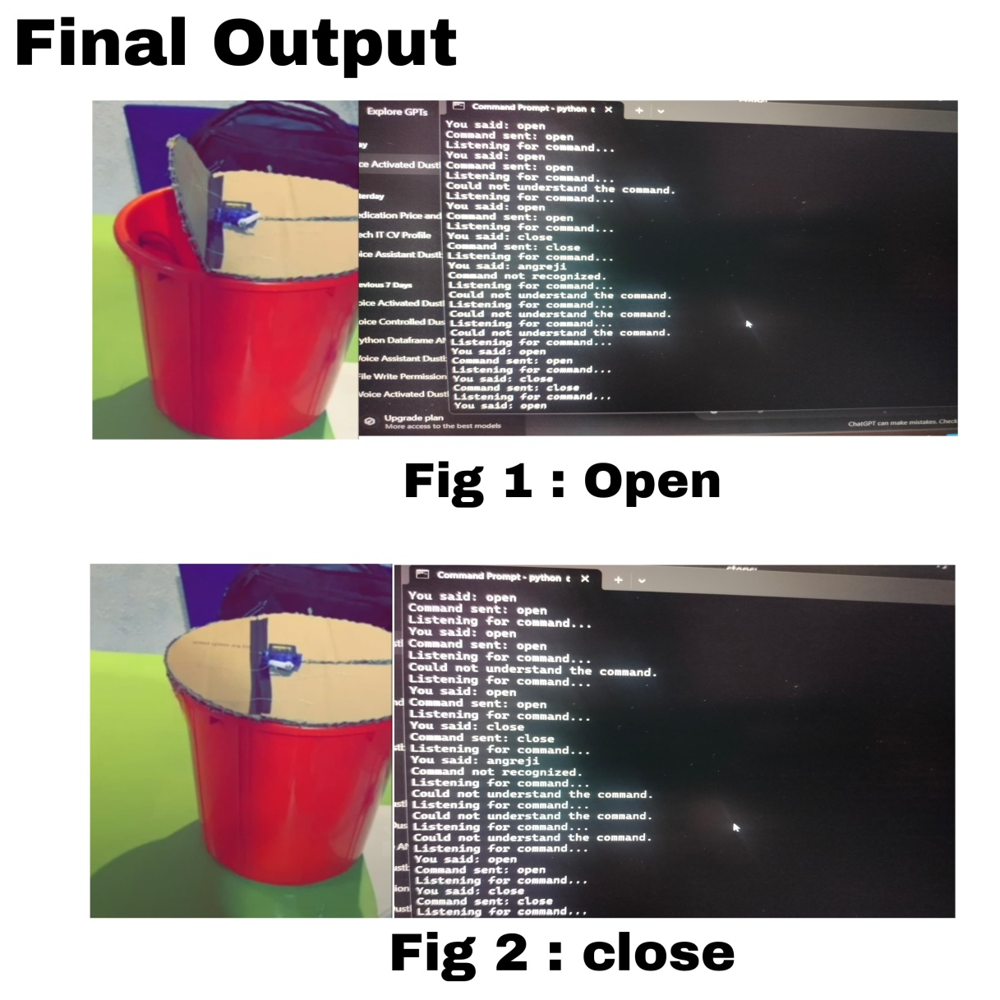 Final Output
Explore GPTs
Command Prompt - python
ce Activated Dustl
terday
edication Price and
ech IT CV Profile
oice Assistant Dustl
evious 7 Days
oice Activated Dustl
oice Controlled Dus
ython Dataframe Al
Voice Assistant Dustl
File Write Permission
Voice Activated Dustl
Upgrade plan
More access to the best models
You said: open
Command sent: open
Listening for command...
You said: open
Command sent: open
Listening for command...
Could not understand the command.
Listening for command...
You said: open
Command sent: open
Listening for command...
You said: close
Command sent: close
Listening for command...
You said: angreji
Command not recognized.
Listening for command...
Could not understand the command.
Listening for command...
Could not understand the command.
Listening for command...
Could not understand the command.
Listening for command...
You said: open
Command sent: open
Listening for command...
You said: close
Command sent: close
Listening for command...
You said: open
ChatGPT can make mistakes. Check
Fig 1 : Open
Command Prompt - python
You said: open
Command sent: open
Listening for command...
You said: open
Command sent: open
Listening for command...
Could not understand the command.
Listening for command...
You said: open
Command sent: open
Listening for command...
You said: close
Command sent: close
Listening for command...
You said: angreji
Command not recognized.
Listening for command...
Could not understand the command.
Listening for command...
Could not understand the command.
Listening for command...
Could not understand the command.
Listening for command...
You said: open
Command sent: open
Listening for command...
You said: close
Command sent: close
Listening for command...
Fig 2 : close